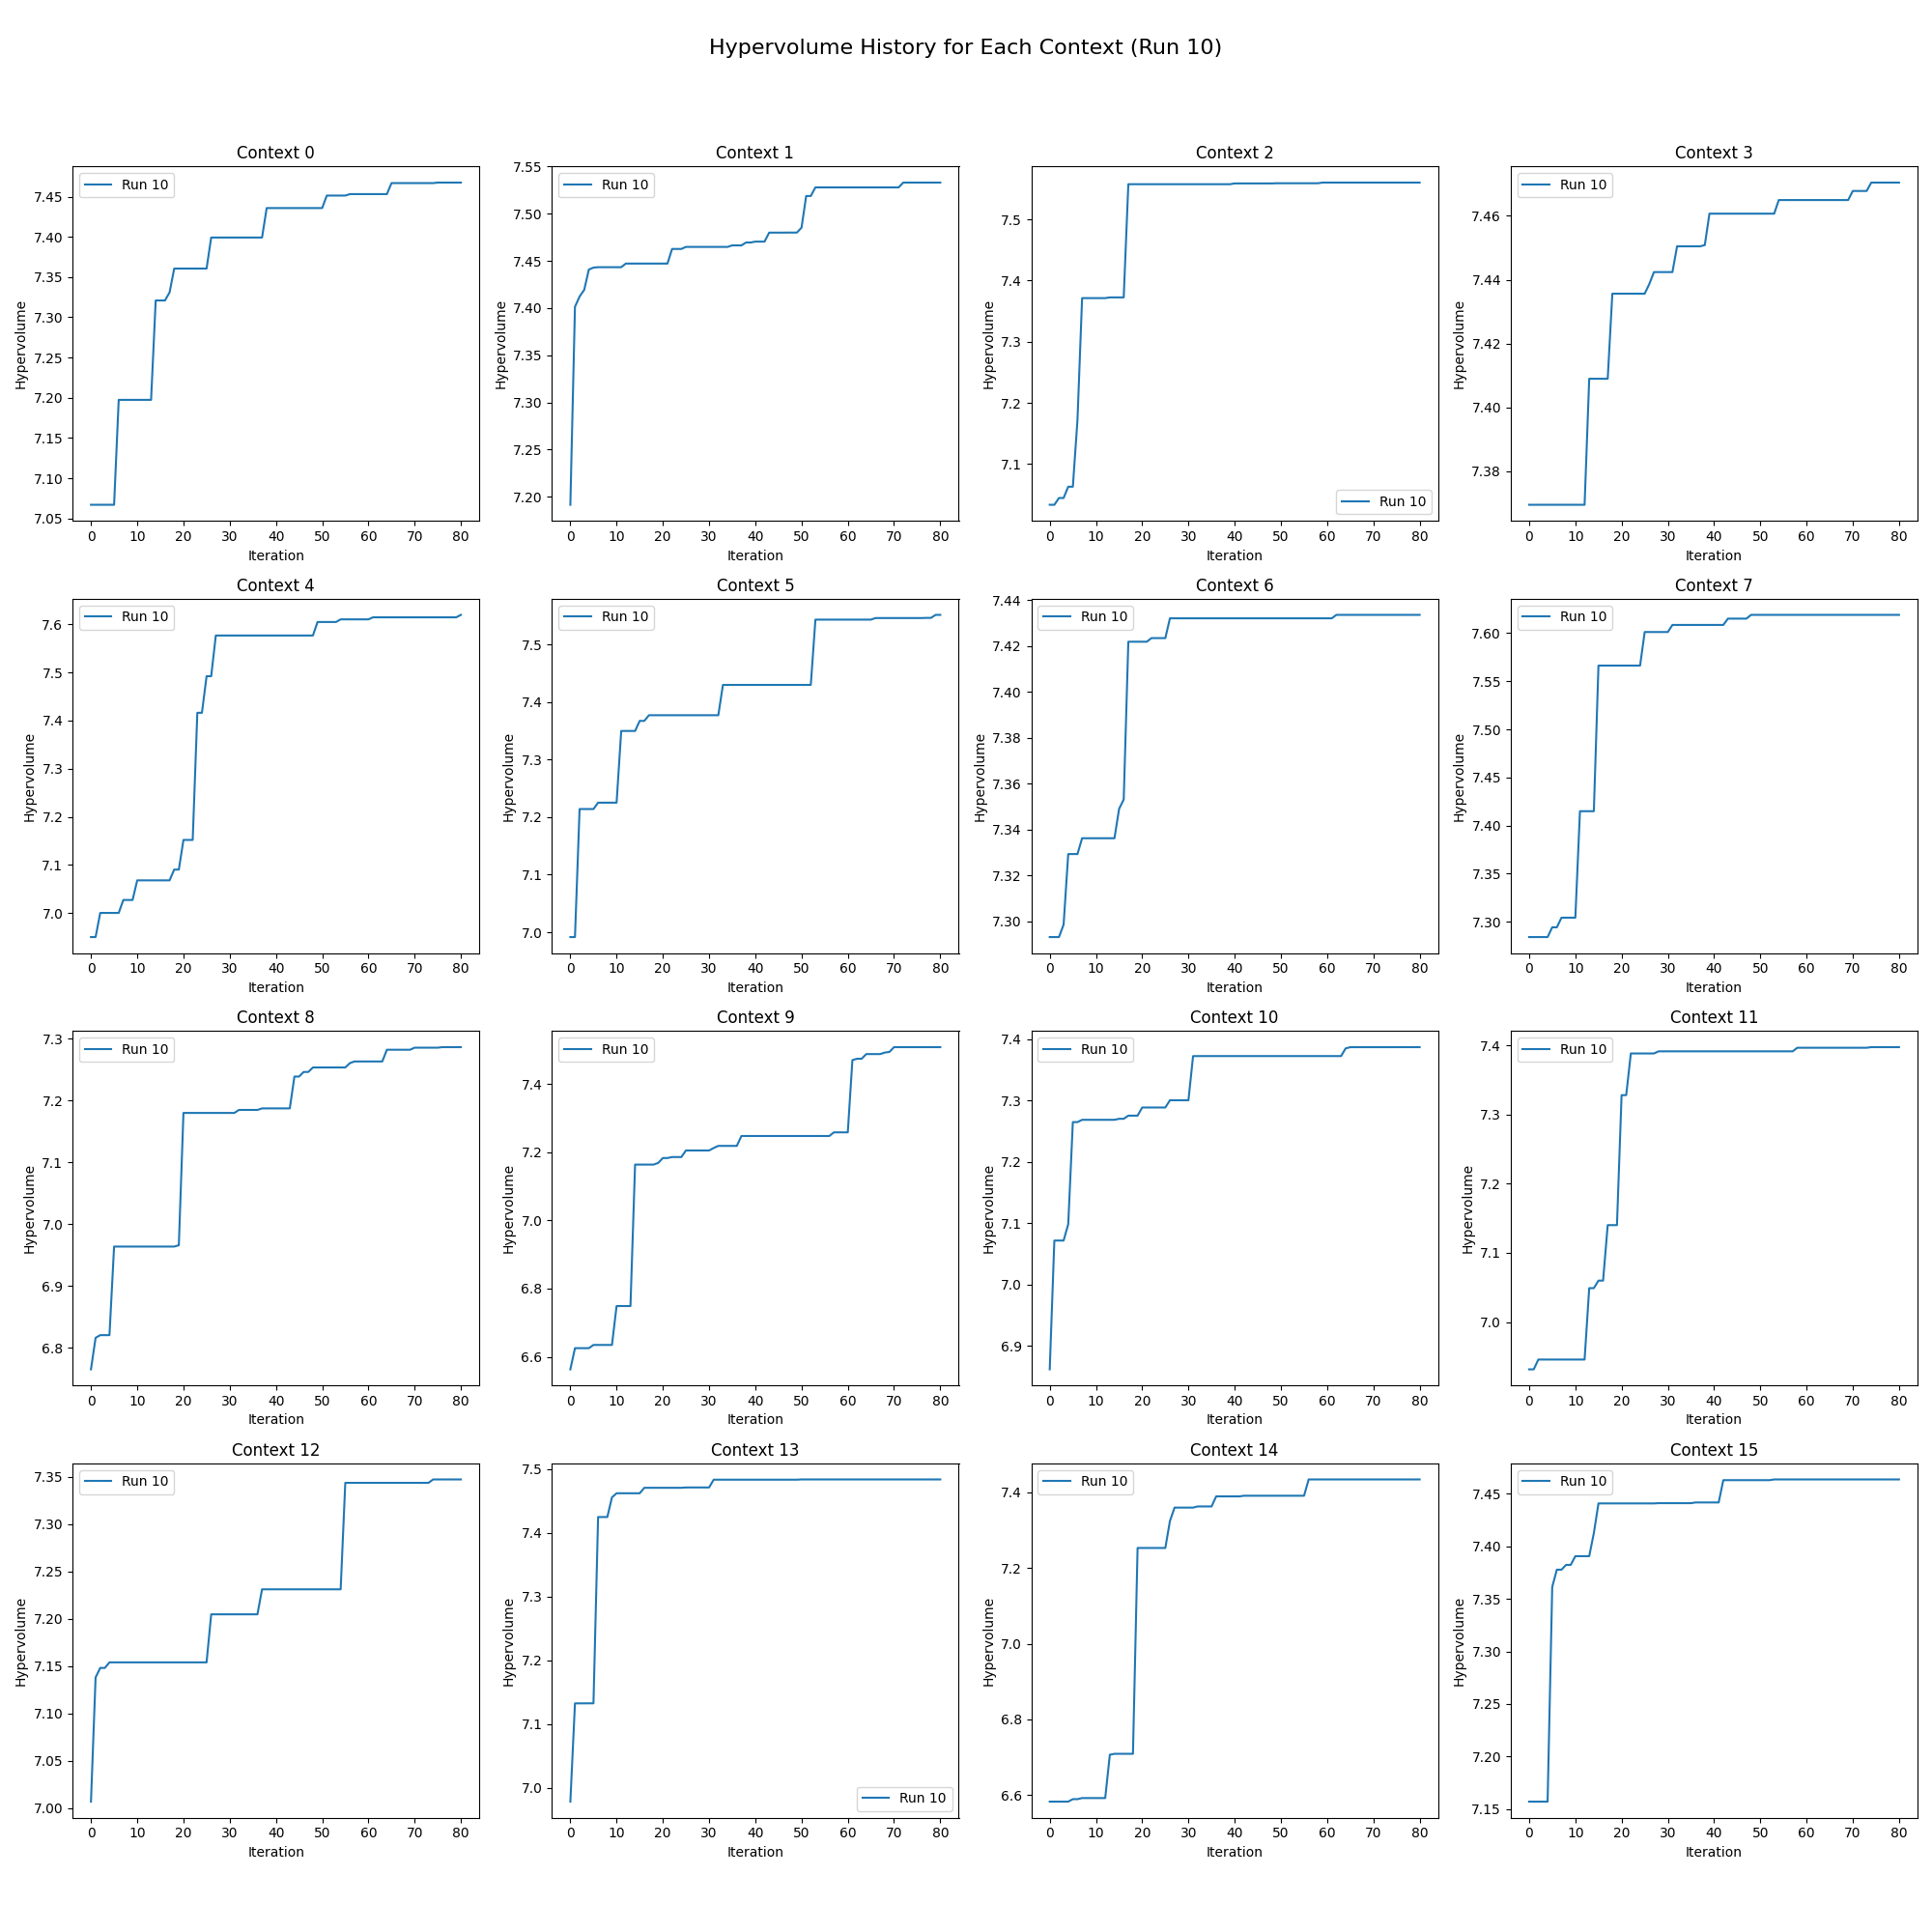 Hypervolume History for Each Context (Run 10)
Context 0
Run 10
Hypervolume
7.45
7.40
7.35
7.30
7.25
7.20
7.15
7.10
7.05
0 10 20 30 40 50 60 70 80
Iteration
Context 1
Run 10
Hypervolume
7.55
7.50
7.45
7.40
7.35
7.30
7.25
7.20
0 10 20 30 40 50 60 70 80
Iteration
Context 2
Run 10
Hypervolume
7.5
7.4
7.3
7.2
7.1
0 10 20 30 40 50 60 70 80
Iteration
Context 3
Run 10
Hypervolume
7.46
7.44
7.42
7.40
7.38
0 10 20 30 40 50 60 70 80
Iteration
Context 4
Run 10
Hypervolume
7.6
7.5
7.4
7.3
7.2
7.1
7.0
0 10 20 30 40 50 60 70 80
Iteration
Context 5
Run 10
Hypervolume
7.5
7.4
7.3
7.2
7.1
7.0
0 10 20 30 40 50 60 70 80
Iteration
Context 6
Run 10
Hypervolume
7.44
7.42
7.40
7.38
7.36
7.34
7.32
7.30
0 10 20 30 40 50 60 70 80
Iteration
Context 7
Run 10
Hypervolume
7.60
7.55
7.50
7.45
7.40
7.35
7.30
0 10 20 30 40 50 60 70 80
Iteration
Context 8
Run 10
Hypervolume
7.3
7.2
7.1
7.0
6.9
6.8
0 10 20 30 40 50 60 70 80
Iteration
Context 9
Run 10
Hypervolume
7.4
7.2
7.0
6.8
6.6
0 10 20 30 40 50 60 70 80
Iteration
Context 10
Run 10
Hypervolume
7.4
7.3
7.2
7.1
7.0
6.9
0 10 20 30 40 50 60 70 80
Iteration
Context 11
Run 10
Hypervolume
7.4
7.3
7.2
7.1
7.0
0 10 20 30 40 50 60 70 80
Iteration
Context 12
Run 10
Hypervolume
7.35
7.30
7.25
7.20
7.15
7.10
7.05
7.00
0 10 20 30 40 50 60 70 80
Iteration
Context 13
Run 10
Hypervolume
7.5
7.4
7.3
7.2
7.1
7.0
0 10 20 30 40 50 60 70 80
Iteration
Context 14
Run 10
Hypervolume
7.4
7.2
7.0
6.8
6.6
0 10 20 30 40 50 60 70 80
Iteration
Context 15
Run 10
Hypervolume
7.45
7.40
7.35
7.30
7.25
7.20
7.15
0 10 20 30 40 50 60 70 80
Iteration